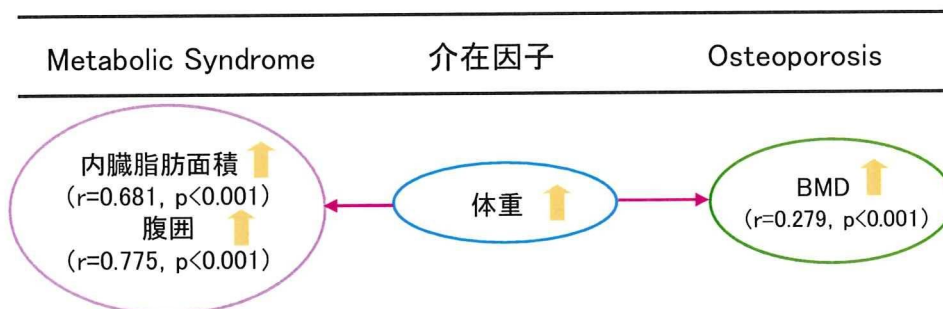 Metabolic Syndrome 介在因子 Osteoporosis
内臓脂肪面積
(r=0.681, p<0.001)
腹囲
(r=0.775, p<0.001)
体重
BMD
(r=0.279, p<0.001)